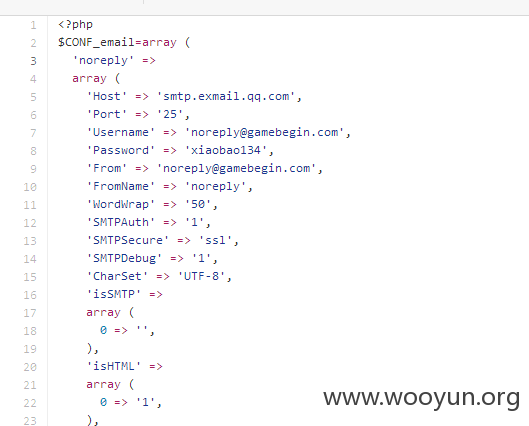 1 <?php
2 $CONF_email=array (
3 'noreply' =>
4 array (
5 'Host' => 'smtp.exmail.qq.com',
6 'Port' => '25',
7 'Username' => 'noreply@gamebegin.com',
8 'Password' => 'xiaobao134',
9 'From' => 'noreply@gamebegin.com',
10 'FromName' => 'noreply',
11 'WordWrap' => '50',
12 'SMTPAuth' => '1',
13 'SMTPSecure' => 'ssl',
14 'SMTPDebug' => '1',
15 'CharSet' => 'UTF-8',
16 'isSMTP' =>
17 array (
18 0 => '',
19 ),
20 'isHTML' =>
21 array (
22 0 => '1',
23 ),
www.wooyun.org